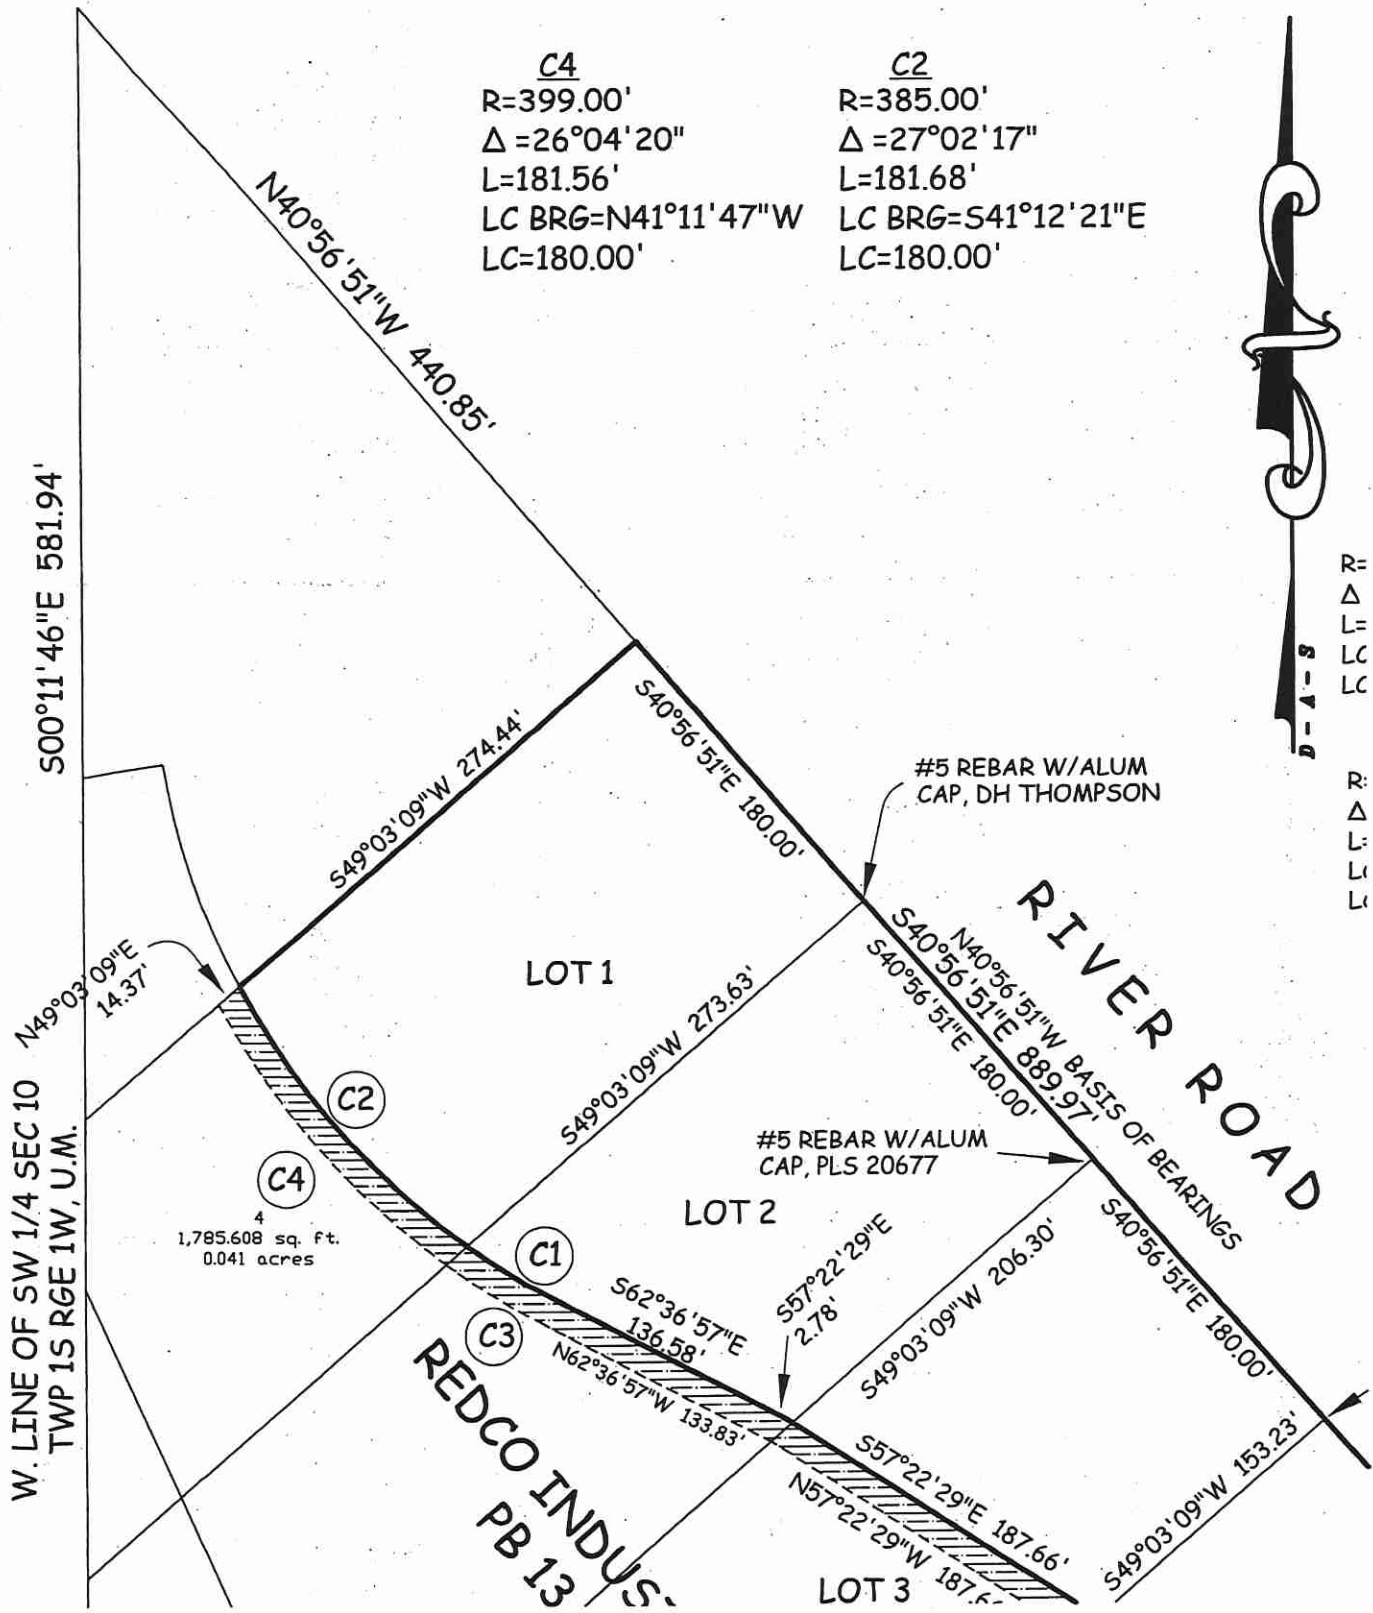 C4
R=399.00'
Δ =26°04'20"
L=181.56'
LC BRG=N41°11'47"W
LC=180.00'
C2
R=385.00'
Δ =27°02'17"
L=181.68'
LC BRG=S41°12'21"E
LC=180.00'
N40°56'51"W 440.85'
S00°11'46"E 581.94'
R=
Δ
L=
LC
LC
D-A-S
R:
Δ
L:
L
L
S49°03'09"W 274.44'
S40°56'51"E 180.00'
#5 REBAR W/ALUM
CAP, DH THOMPSON
RIVER ROAD
N49°03'09"E
14.37'
LOT 1
S49°03'09"W 273.63'
N40°56'51"W BASIS OF BEARINGS
S40°56'51"E 889.97'
S40°56'51"E 180.00'
C2
C4
4
1,785.608 sq. ft.
0.041 acres
#5 REBAR W/ALUM
CAP, PLS 20677
LOT 2
C1
C3
S62°36'57"E
136.58'
N62°36'57"W 133.83'
S57°22'29"E
2.78'
S49°03'09"W 206.30'
S40°56'51"E 180.00'
W. LINE OF SW 1/4 SEC 10
TWP 1S RGE 1W, U.M.
REDCO INDUS
PB 13
S57°22'29"E 187.66'
N57°22'29"W 187.6
S49°03'09"W 153.23'
LOT 3